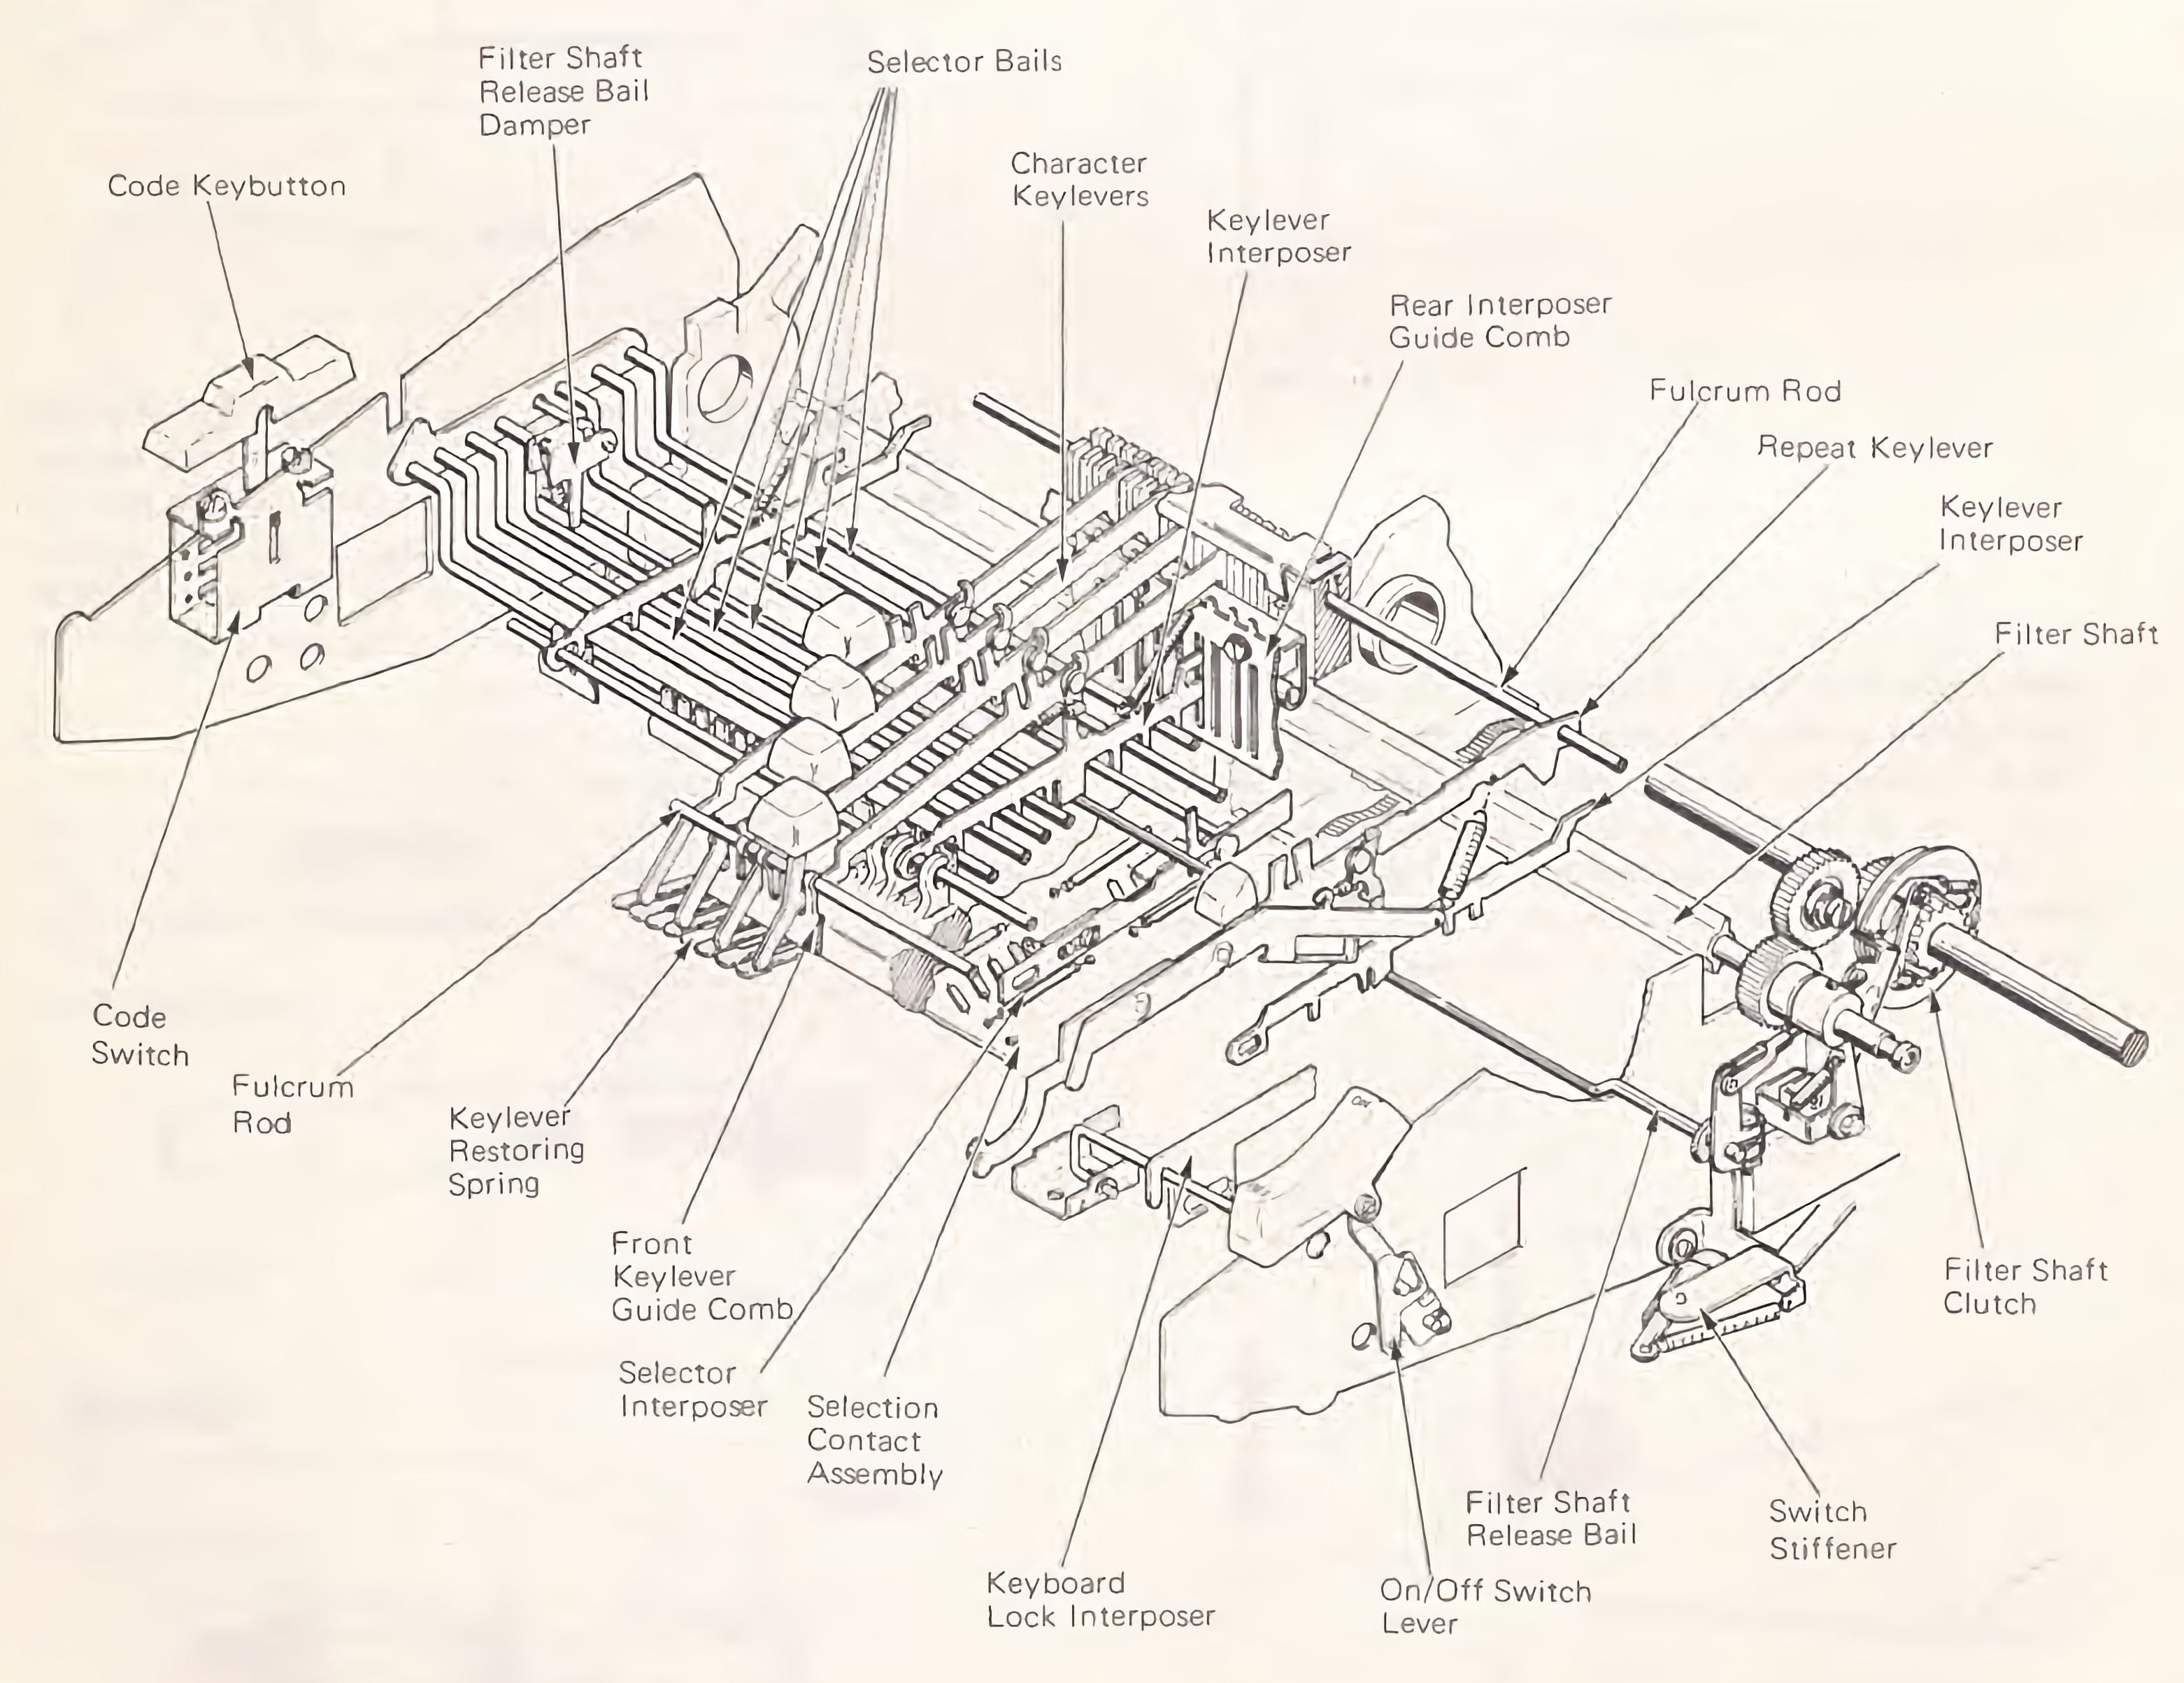 Filter Shaft
Release Bail
Damper
Selector Bails
Code Keybutton
Character
Keylevers
Keylever
Interposer
Rear Interposer
Guide Comb
Fulcrum Rod
Repeat Keylever
Keylever
Interposer
Filter Shaft
Code
Switch
Fulcrum
Rod
Keylever
Restoring
Spring
Front
Keylever
Guide Comb
Selector
Interposer
Selection
Contact
Assembly
Keyboard
Lock Interposer
ON
On/Off Switch
Lever
Filter Shaft
Release Bail
Switch
Stiffener
Filter Shaft
Clutch